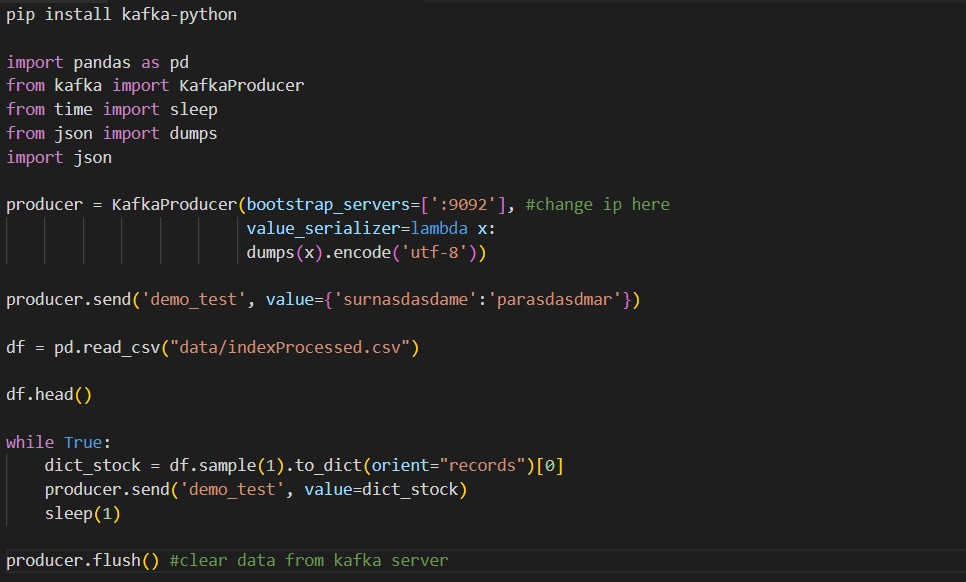 pip install kafka-python
import pandas as pd
from kafka import KafkaProducer
from time import sleep
from json import dumps
import json
producer = KafkaProducer(bootstrap_servers=[':9092'], #change ip here
value_serializer=lambda x:
dumps(x).encode('utf-8'))
producer.send('demo_test', value={'surnasdasdame':'parasdasdmar'})
df = pd.read_csv("data/indexProcessed.csv")
df.head()
while True:
dict_stock = df.sample(1).to_dict(orient="records")[0]
producer.send('demo_test', value=dict_stock)
sleep(1)
producer.flush() #clear data from kafka server